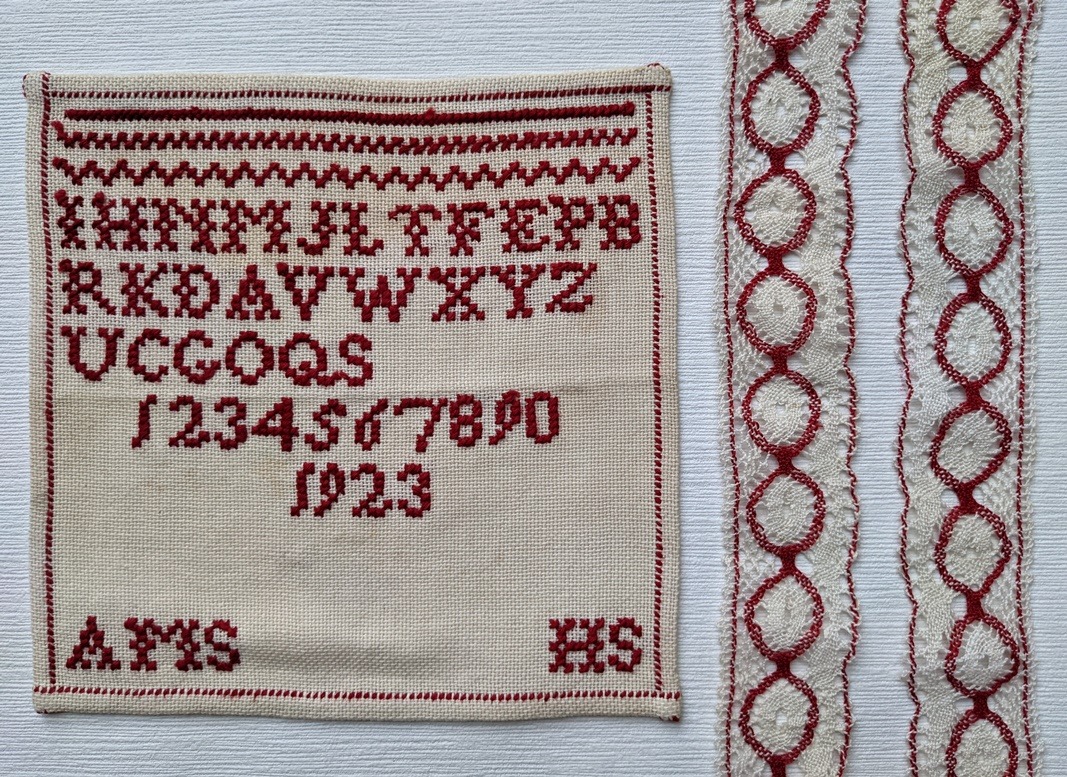 IHNMJLTFEPB
RKDAVWXYZ
UCGOQS
1234567890
1923
AMS HS